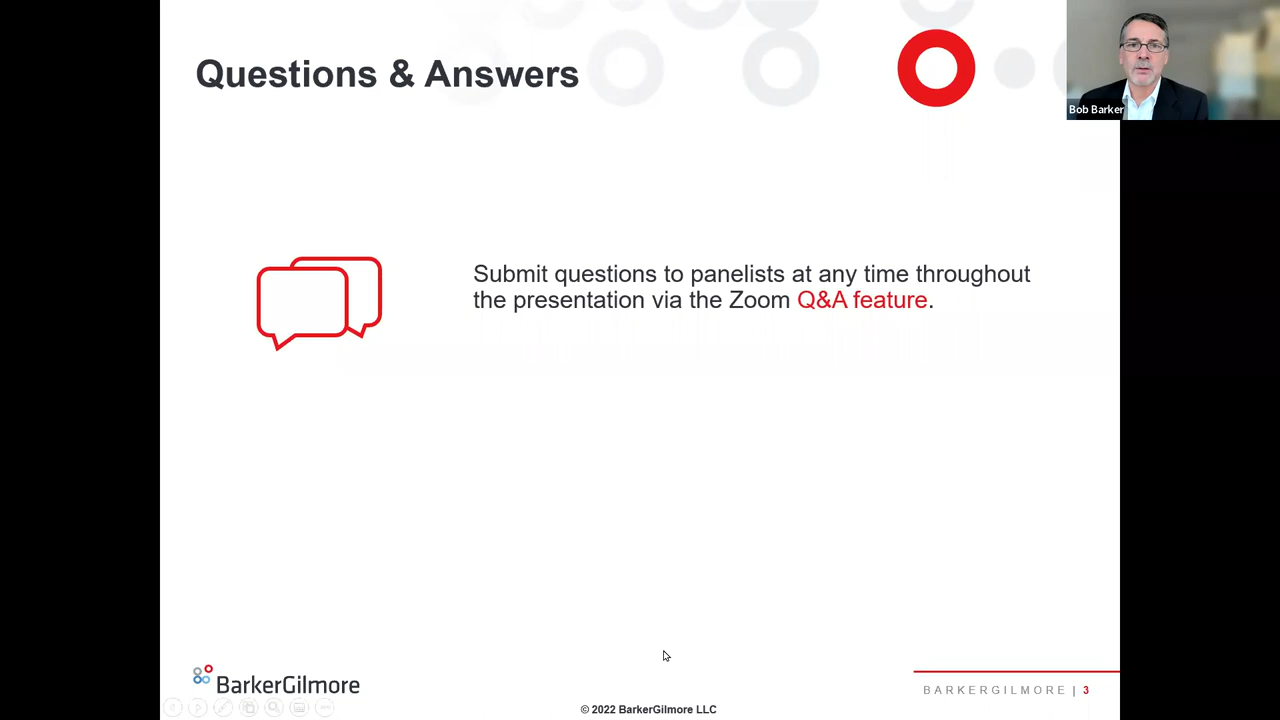 Questions & Answers
Bob Barker
Submit questions to panelists at any time throughout
the presentation via the Zoom Q&A feature.
BarkerGilmore
BARKERGILMORE | 3
© 2022 BarkerGilmore LLC